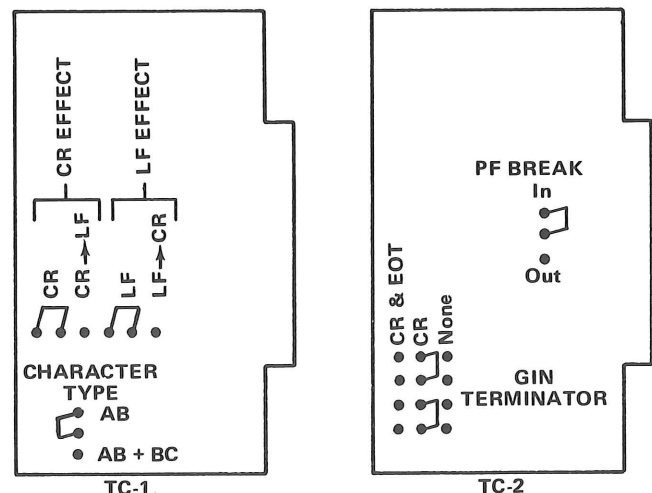 CR EFFECT
LF EFFECT
CR
CR→LF
LF
LF→CR
CHARACTER
TYPE
AB
AB + BC
TC-1.
PF BREAK
In
Out
CR & EOT
CR
None
GIN
TERMINATOR
TC-2